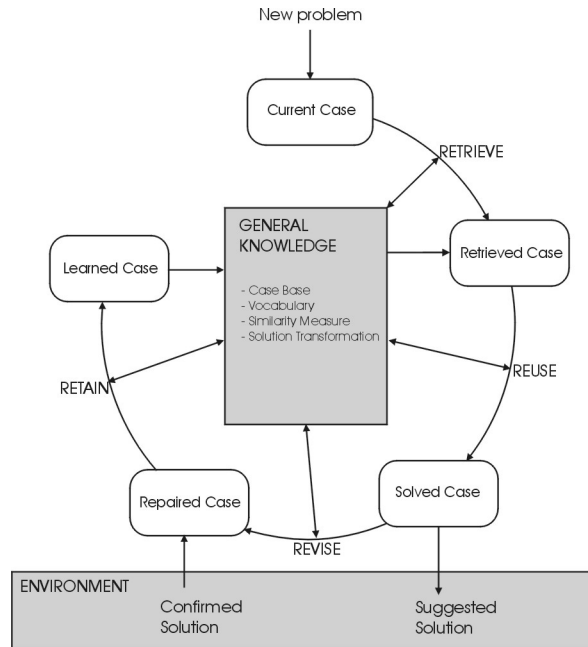 New problem
Current Case
RETRIEVE
GENERAL
KNOWLEDGE
- Case Base
- Vocabulary
- Similarity Measure
- Solution Transformation
Learned Case
Retrieved Case
RETAIN
REUSE
Repaired Case
Solved Case
REVISE
ENVIRONMENT
Confirmed
Solution
Suggested
Solution